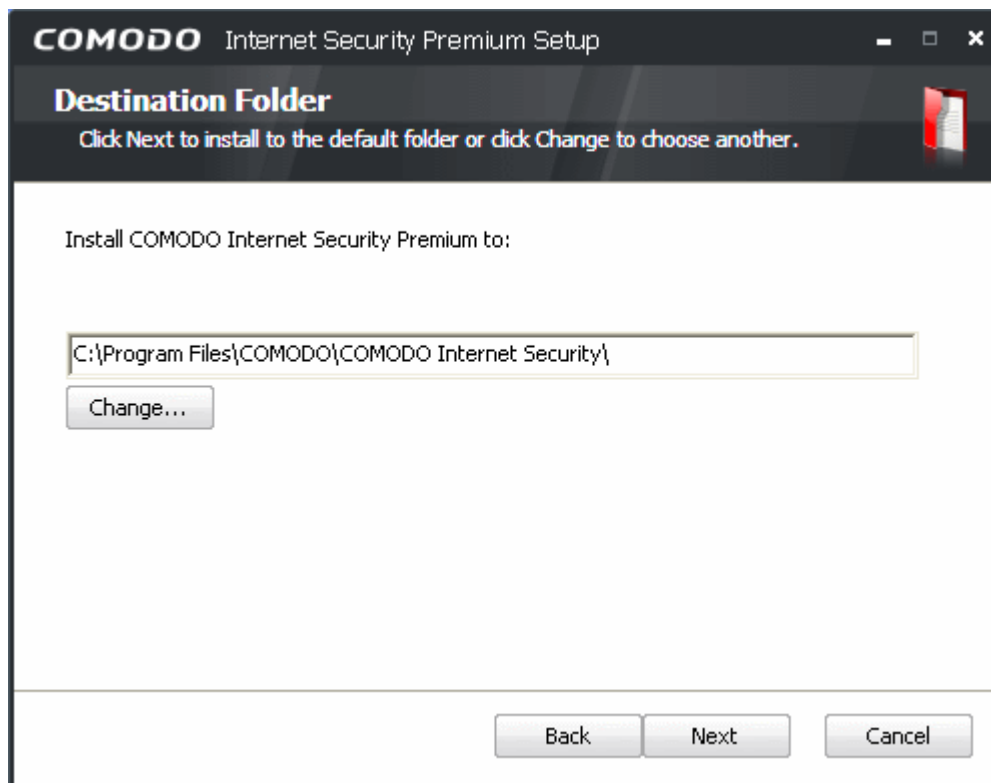 COMODO Internet Security Premium Setup
Destination Folder
Click Next to install to the default folder or click Change to choose another.
Install COMODO Internet Security Premium to:
C:\Program Files\COMODO\COMODO Internet Security\
Change...
Back Next Cancel